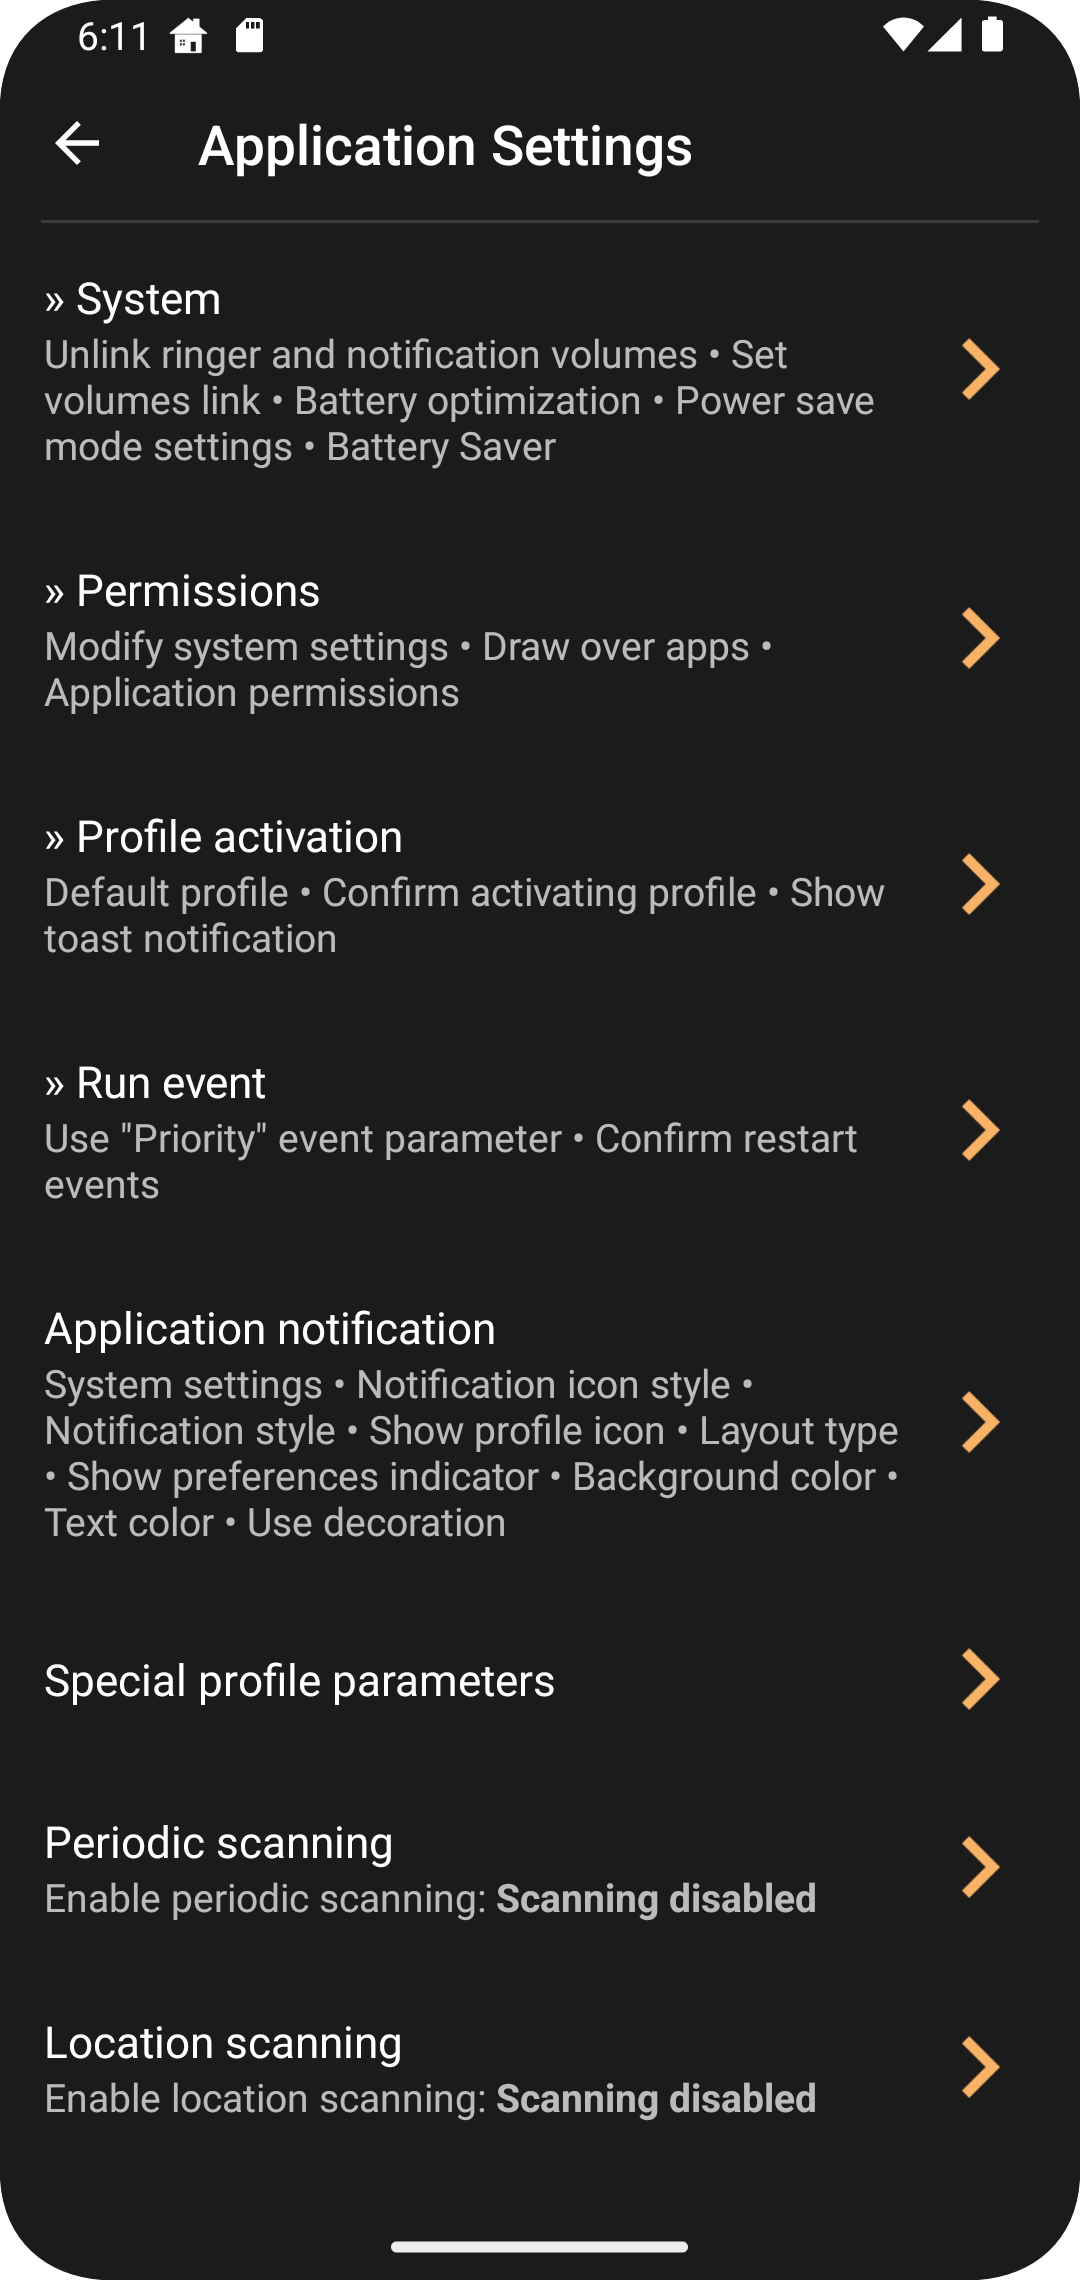 6:11
Application Settings
» System
Unlink ringer and notification volumes • Set
volumes link • Battery optimization • Power save
mode settings • Battery Saver
» Permissions
Modify system settings • Draw over apps •
Application permissions
» Profile activation
Default profile • Confirm activating profile • Show
toast notification
» Run event
Use "Priority" event parameter • Confirm restart
events
Application notification
System settings • Notification icon style •
Notification style • Show profile icon • Layout type
• Show preferences indicator • Background color •
Text color • Use decoration
Special profile parameters
Periodic scanning
Enable periodic scanning: Scanning disabled
Location scanning
Enable location scanning: Scanning disabled